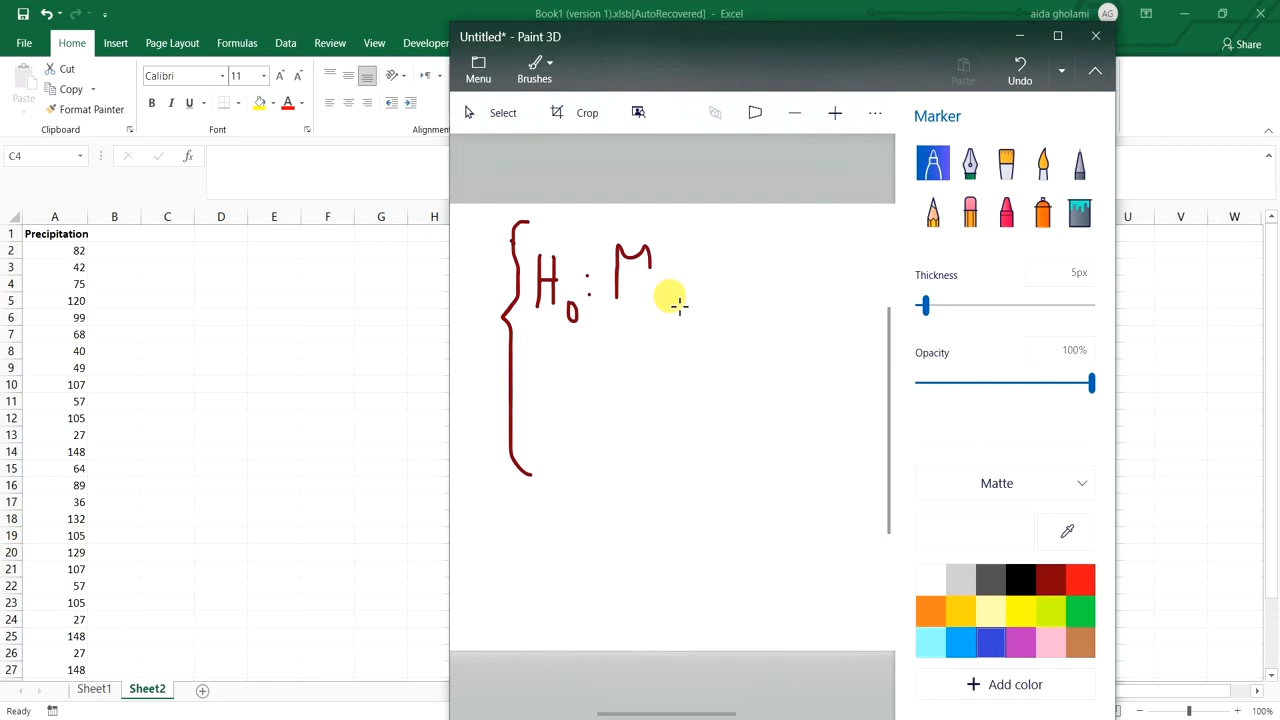 Book1 (version 1).xlsb[AutoRecovered] - Excel
aida gholami AG
File Home Insert Page Layout Formulas Data Review View Developer
Share
Paste
Cut
Copy
Format Painter
Calibri 11
B I U
Clipboard Font Alignmen
C4
fx
A B C D E F G H U V W
1 Precipitation
2 82
3 42
4 75
5 120
6 99
7 68
8 40
9 49
10 107
11 57
12 105
13 27
14 148
15 64
16 89
17 36
18 132
19 105
20 129
21 107
22 57
23 105
24 27
25 148
26 27
27 148
Sheet1 Sheet2
Ready
100%
Untitled* - Paint 3D
Menu Brushes Paste Undo
Select Crop
H0: M
Marker
Thickness 5px
Opacity 100%
Matte
Add color